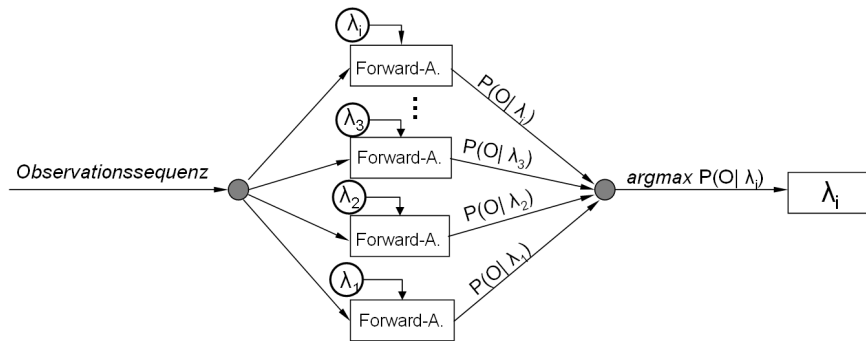 λi
Forward-A.
P(O| λi)
⋮
λ3
Forward-A.
P(O| λ3)
Observationssequenz
argmax P(O| λi)
λi
λ2
Forward-A.
P(O| λ2)
λ1
Forward-A.
P(O| λ1)